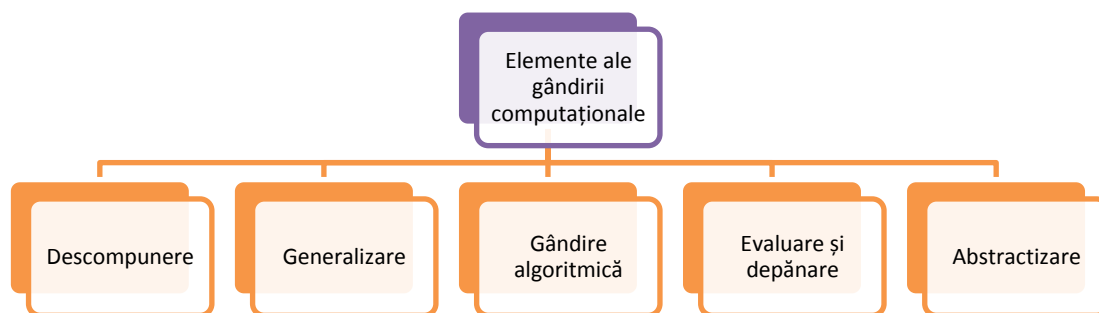 Elemente ale
gândirii
computaționale
Descompunere
Generalizare
Gândire
algoritmică
Evaluare și
depănare
Abstractizare